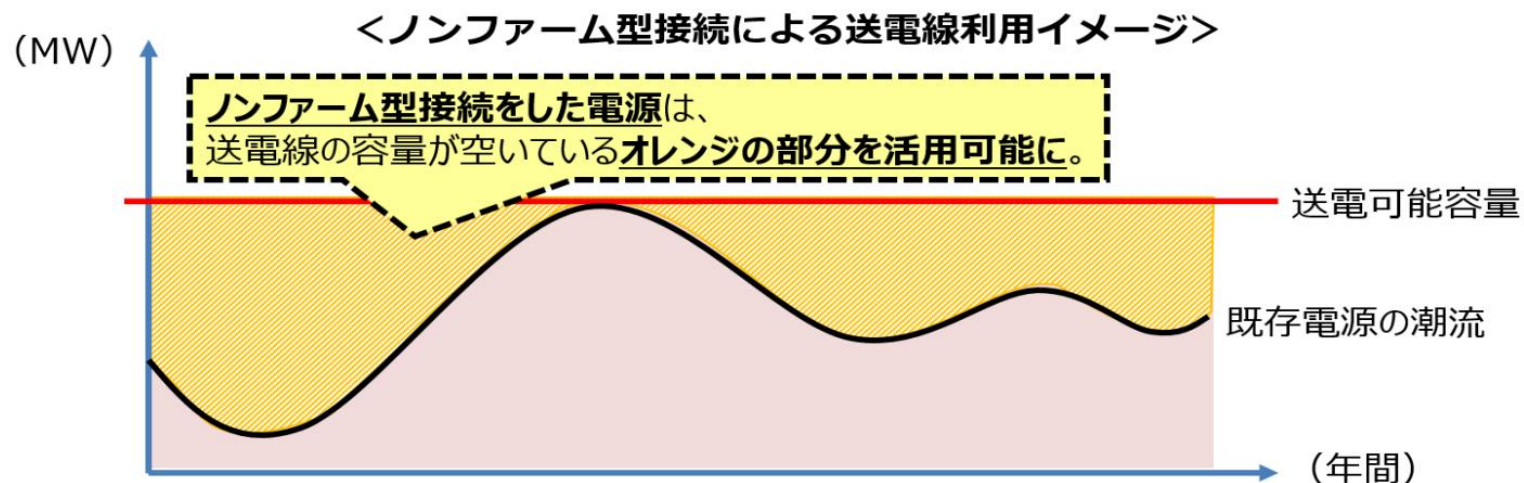 <ノンファーム型接続による送電線利用イメージ>
(MW)
ノンファーム型接続をした電源は、
送電線の容量が空いているオレンジの部分を活用可能に。
送電可能容量
既存電源の潮流
(年間)